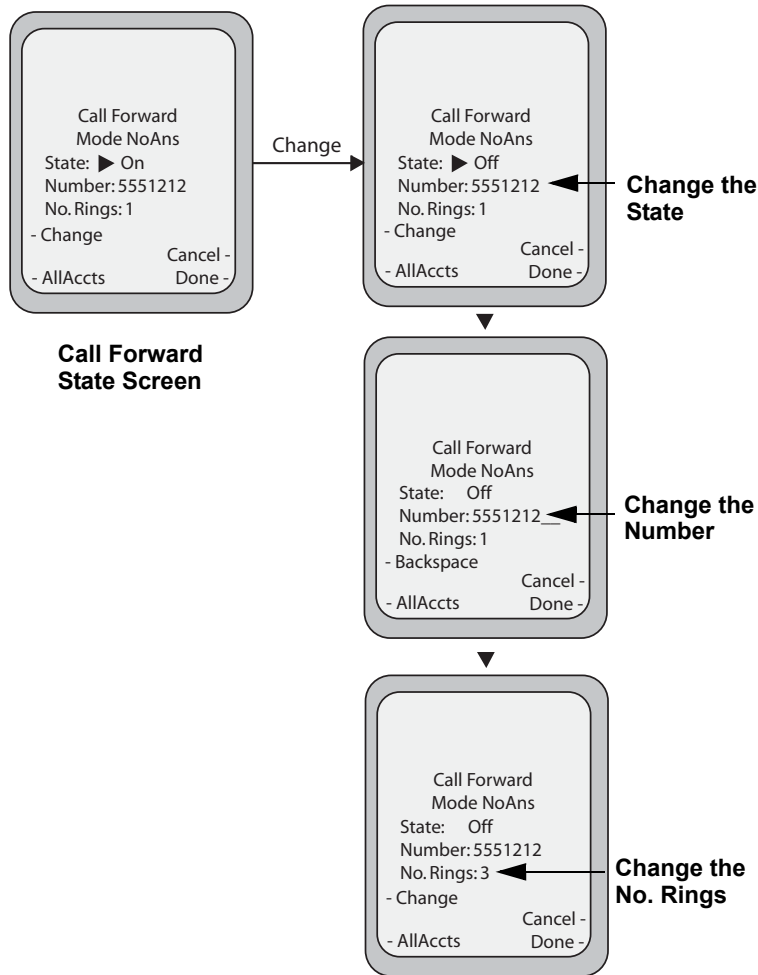 Call Forward
Mode NoAns
State: ▶ On
Number: 5551212
No. Rings: 1
- Change
Cancel -
- AllAccts Done -
Call Forward
State Screen
Change
Call Forward
Mode NoAns
State: ▶ Off
Number: 5551212
No. Rings: 1
- Change
Cancel -
- AllAccts Done -
Change the
State
Call Forward
Mode NoAns
State: Off
Number: 5551212__
No. Rings: 1
- Backspace
Cancel -
- AllAccts Done -
Change the
Number
Call Forward
Mode NoAns
State: Off
Number: 5551212
No. Rings: 3
- Change
Cancel -
- AllAccts Done -
Change the
No. Rings